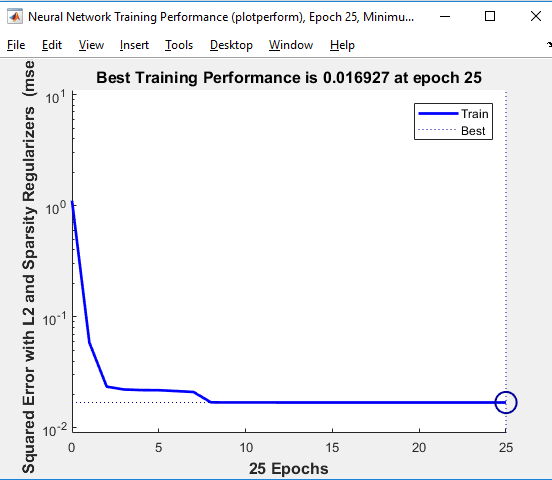 Neural Network Training Performance (plotperform), Epoch 25, Minimu...
File Edit View Insert Tools Desktop Window Help
Best Training Performance is 0.016927 at epoch 25
Squared Error with L2 and Sparsity Regularizers (mse
10^1
10^0
10^-1
10^-2
Train
Best
0 5 10 15 20 25
25 Epochs